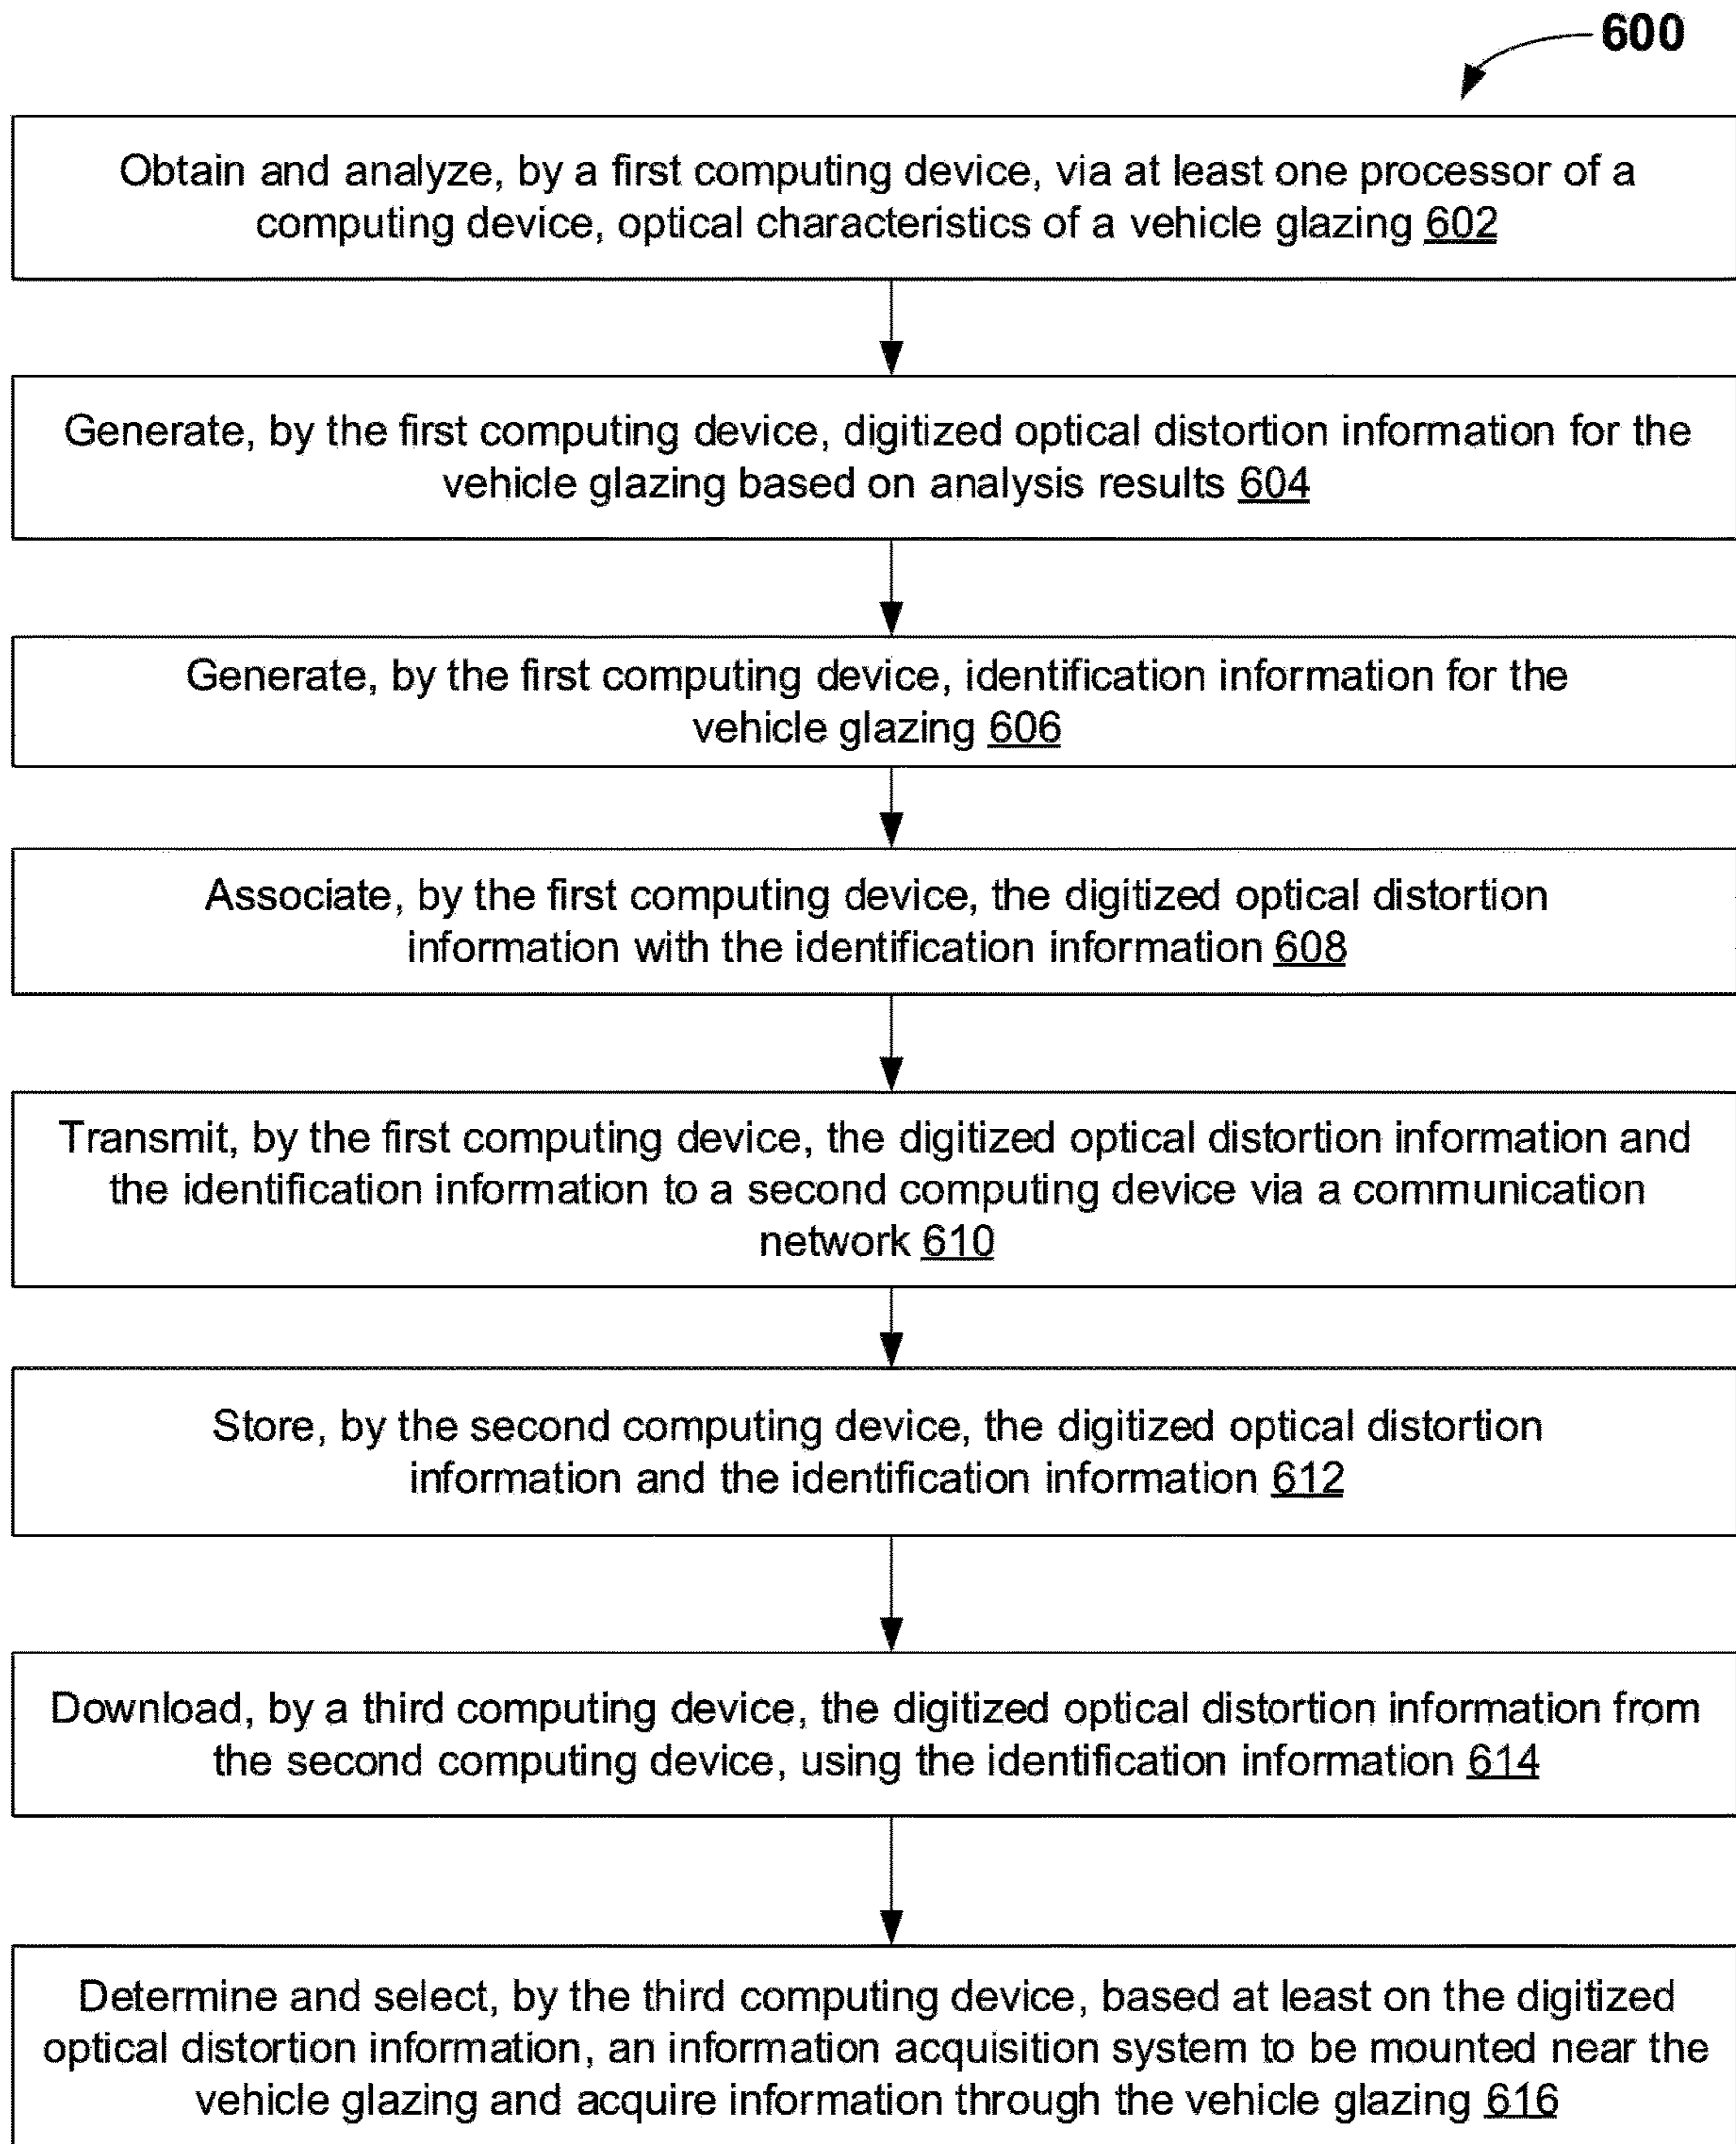 600
Obtain and analyze, by a first computing device, via at least one processor of a
computing device, optical characteristics of a vehicle glazing 602
Generate, by the first computing device, digitized optical distortion information for the
vehicle glazing based on analysis results 604
Generate, by the first computing device, identification information for the
vehicle glazing 606
Associate, by the first computing device, the digitized optical distortion
information with the identification information 608
Transmit, by the first computing device, the digitized optical distortion information and
the identification information to a second computing device via a communication
network 610
Store, by the second computing device, the digitized optical distortion
information and the identification information 612
Download, by a third computing device, the digitized optical distortion information from
the second computing device, using the identification information 614
Determine and select, by the third computing device, based at least on the digitized
optical distortion information, an information acquisition system to be mounted near the
vehicle glazing and acquire information through the vehicle glazing 616